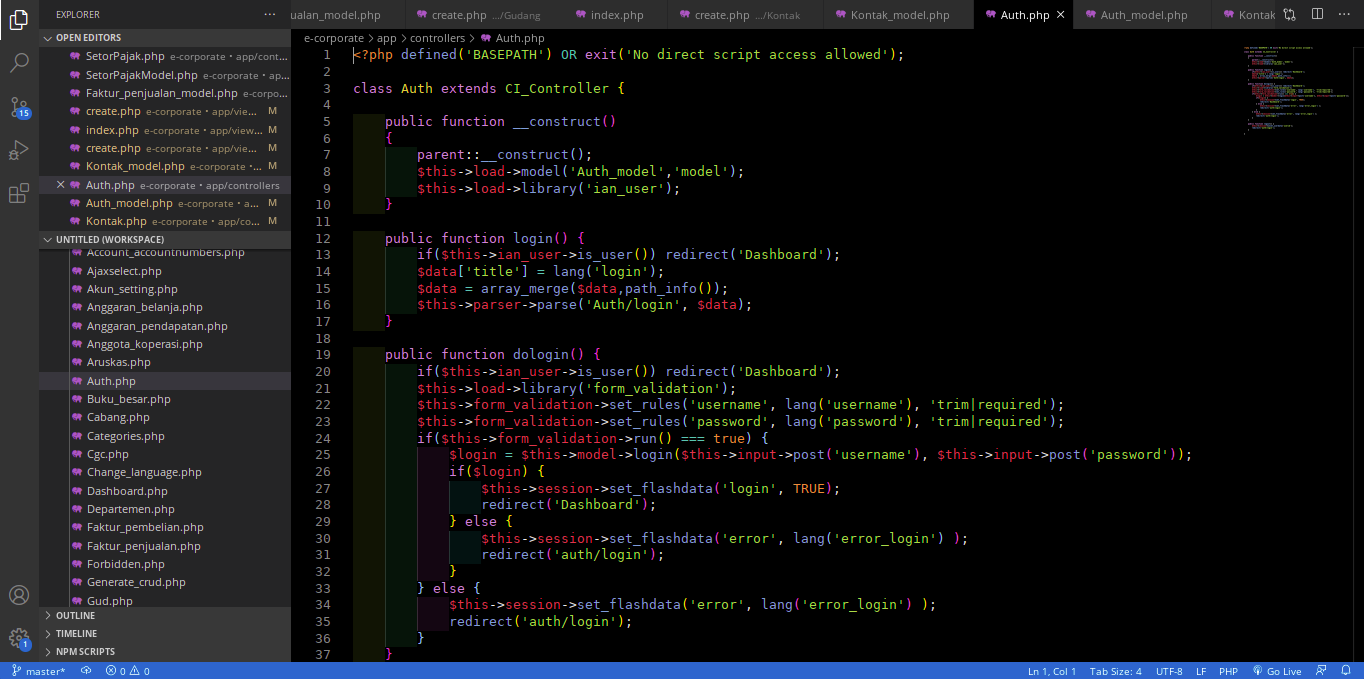 EXPLORER ···
OPEN EDITORS
SetorPajak.php e-corporate • app/cont...
SetorPajakModel.php e-corporate • ap...
Faktur_penjualan_model.php e-corpo...
create.php e-corporate • app/vie... M
index.php e-corporate • app/view... M
create.php e-corporate • app/vie... M
Kontak_model.php e-corporate •... M
Auth.php e-corporate • app/controllers
Auth_model.php e-corporate • a... M
Kontak.php e-corporate • app/co... M
UNTITLED (WORKSPACE)
Account_accountnumbers.php
Ajaxselect.php
Akun_setting.php
Anggaran_belanja.php
Anggaran_pendapatan.php
Anggota_koperasi.php
Aruskas.php
Auth.php
Buku_besar.php
Cabang.php
Categories.php
Cgc.php
Change_language.php
Dashboard.php
Departemen.php
Faktur_pembelian.php
Faktur_penjualan.php
Forbidden.php
Generate_crud.php
Gud.php
OUTLINE
TIMELINE
NPM SCRIPTS
15
1
ualan_model.php create.php .../Gudang index.php create.php .../Kontak Kontak_model.php Auth.php Auth_model.php Kontak ···
e-corporate > app > controllers > Auth.php
1 <?php defined('BASEPATH') OR exit('No direct script access allowed');
2
3 class Auth extends CI_Controller {
4
5 public function __construct()
6 {
7 parent::__construct();
8 $this->load->model('Auth_model','model');
9 $this->load->library('ian_user');
10 }
11
12 public function login() {
13 if($this->ian_user->is_user()) redirect('Dashboard');
14 $data['title'] = lang('login');
15 $data = array_merge($data,path_info());
16 $this->parser->parse('Auth/login', $data);
17 }
18
19 public function dologin() {
20 if($this->ian_user->is_user()) redirect('Dashboard');
21 $this->load->library('form_validation');
22 $this->form_validation->set_rules('username', lang('username'), 'trim|required');
23 $this->form_validation->set_rules('password', lang('password'), 'trim|required');
24 if($this->form_validation->run() === true) {
25 $login = $this->model->login($this->input->post('username'), $this->input->post('password'));
26 if($login) {
27 $this->session->set_flashdata('login', TRUE);
28 redirect('Dashboard');
29 } else {
30 $this->session->set_flashdata('error', lang('error_login') );
31 redirect('auth/login');
32 }
33 } else {
34 $this->session->set_flashdata('error', lang('error_login') );
35 redirect('auth/login');
36 }
37 }
master* 0 0 Ln 1, Col 1 Tab Size: 4 UTF-8 LF PHP Go Live